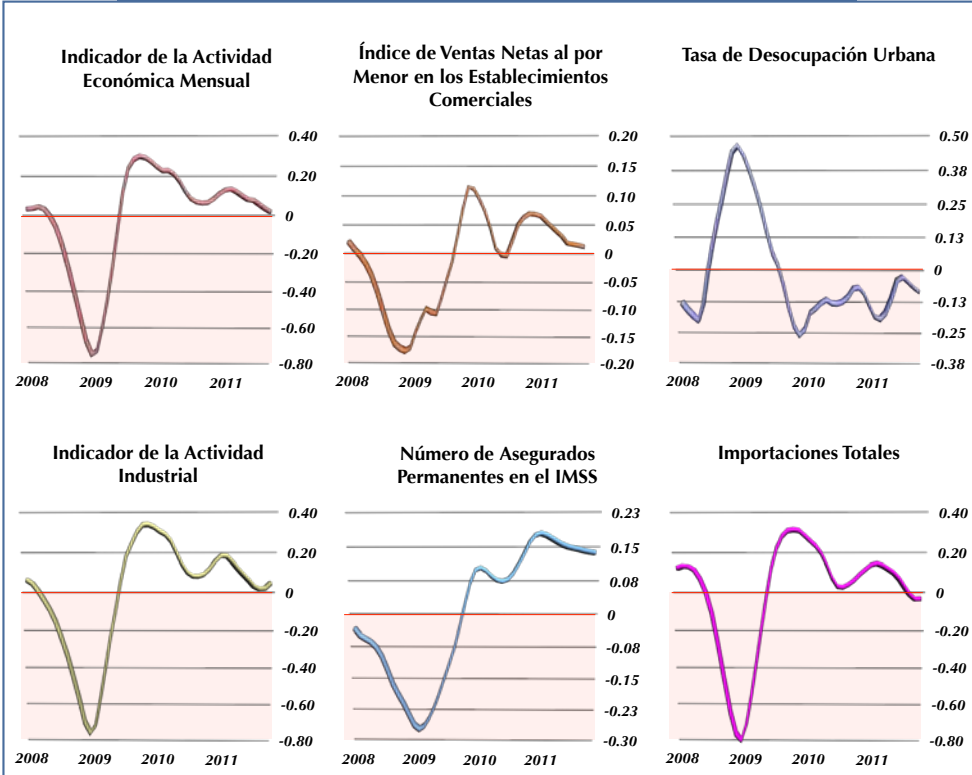 Indicador de la Actividad
Económica Mensual
0.40
0.20
0
-0.20
-0.40
-0.60
-0.80
2008 2009 2010 2011
Índice de Ventas Netas al por
Menor en los Establecimientos
Comerciales
0.20
0.15
0.10
0.05
0
-0.05
-0.10
-0.15
-0.20
2008 2009 2010 2011
Tasa de Desocupación Urbana
0.50
0.38
0.25
0.13
0
-0.13
-0.25
-0.38
2008 2009 2010 2011
Indicador de la Actividad
Industrial
0.40
0.20
0
-0.20
-0.40
-0.60
-0.80
2008 2009 2010 2011
Número de Asegurados
Permanentes en el IMSS
0.23
0.15
0.08
0
-0.08
-0.15
-0.23
-0.30
2008 2009 2010 2011
Importaciones Totales
0.40
0.20
0
-0.20
-0.40
-0.60
-0.80
2008 2009 2010 2011